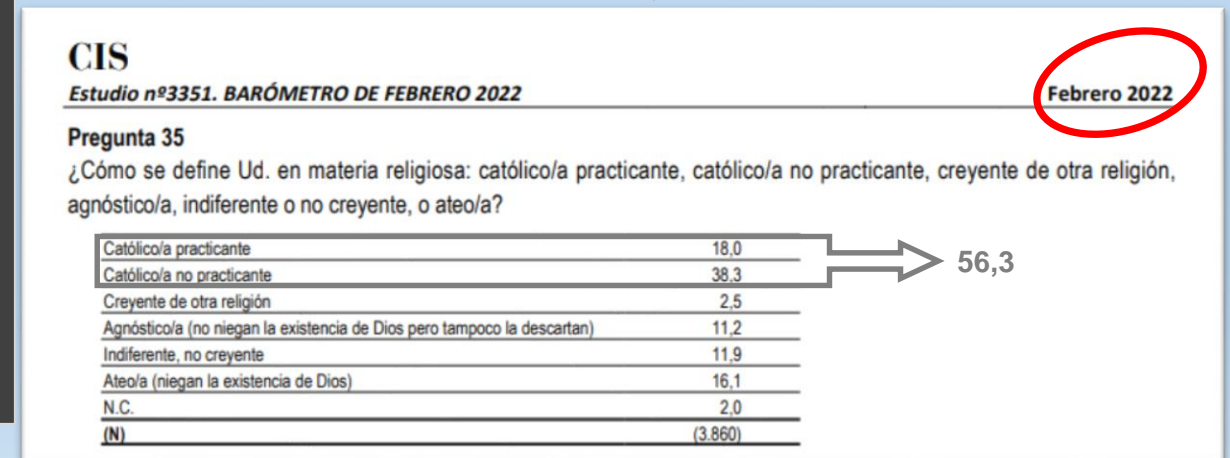 CIS
Estudio nº3351. BARÓMETRO DE FEBRERO 2022 Febrero 2022
Pregunta 35
¿Cómo se define Ud. en materia religiosa: católico/a practicante, católico/a no practicante, creyente de otra religión,
agnóstico/a, indiferente o no creyente, o ateo/a?
Católico/a practicante 18,0
Católico/a no practicante 38,3
56,3
Creyente de otra religión 2,5
Agnóstico/a (no niegan la existencia de Dios pero tampoco la descartan) 11,2
Indiferente, no creyente 11,9
Ateo/a (niegan la existencia de Dios) 16,1
N.C. 2,0
(N) (3.860)